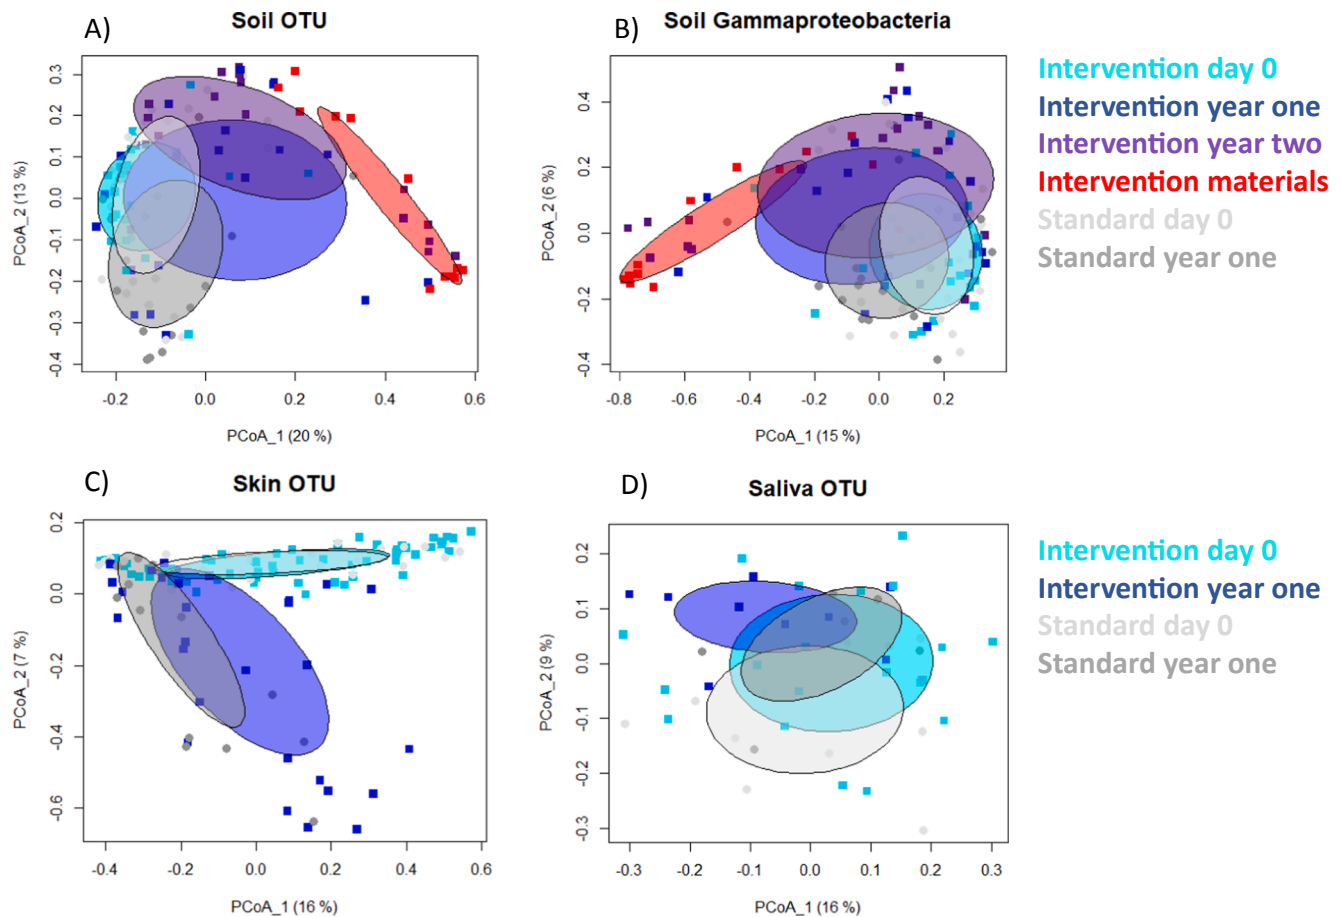 A)
Soil OTU
PCoA_2 (13 %)
0.3
0.2
0.1
0.0
-0.1
-0.2
-0.3
-0.4
-0.2
0.0
0.2
0.4
0.6
PCoA_1 (20 %)
B)
Soil Gammaproteobacteria
PCoA_2 (6 %)
0.4
0.2
0.0
-0.2
-0.4
-0.8
-0.6
-0.4
-0.2
0.0
0.2
PCoA_1 (15 %)
Intervention day 0
Intervention year one
Intervention year two
Intervention materials
Standard day 0
Standard year one
C)
Skin OTU
PCoA_2 (7 %)
0.2
0.0
-0.2
-0.4
-0.6
-0.4
-0.2
0.0
0.2
0.4
0.6
PCoA_1 (16 %)
D)
Saliva OTU
PCoA_2 (9 %)
0.2
0.1
0.0
-0.1
-0.2
-0.3
-0.3
-0.2
-0.1
0.0
0.1
0.2
0.3
PCoA_1 (16 %)
Intervention day 0
Intervention year one
Standard day 0
Standard year one